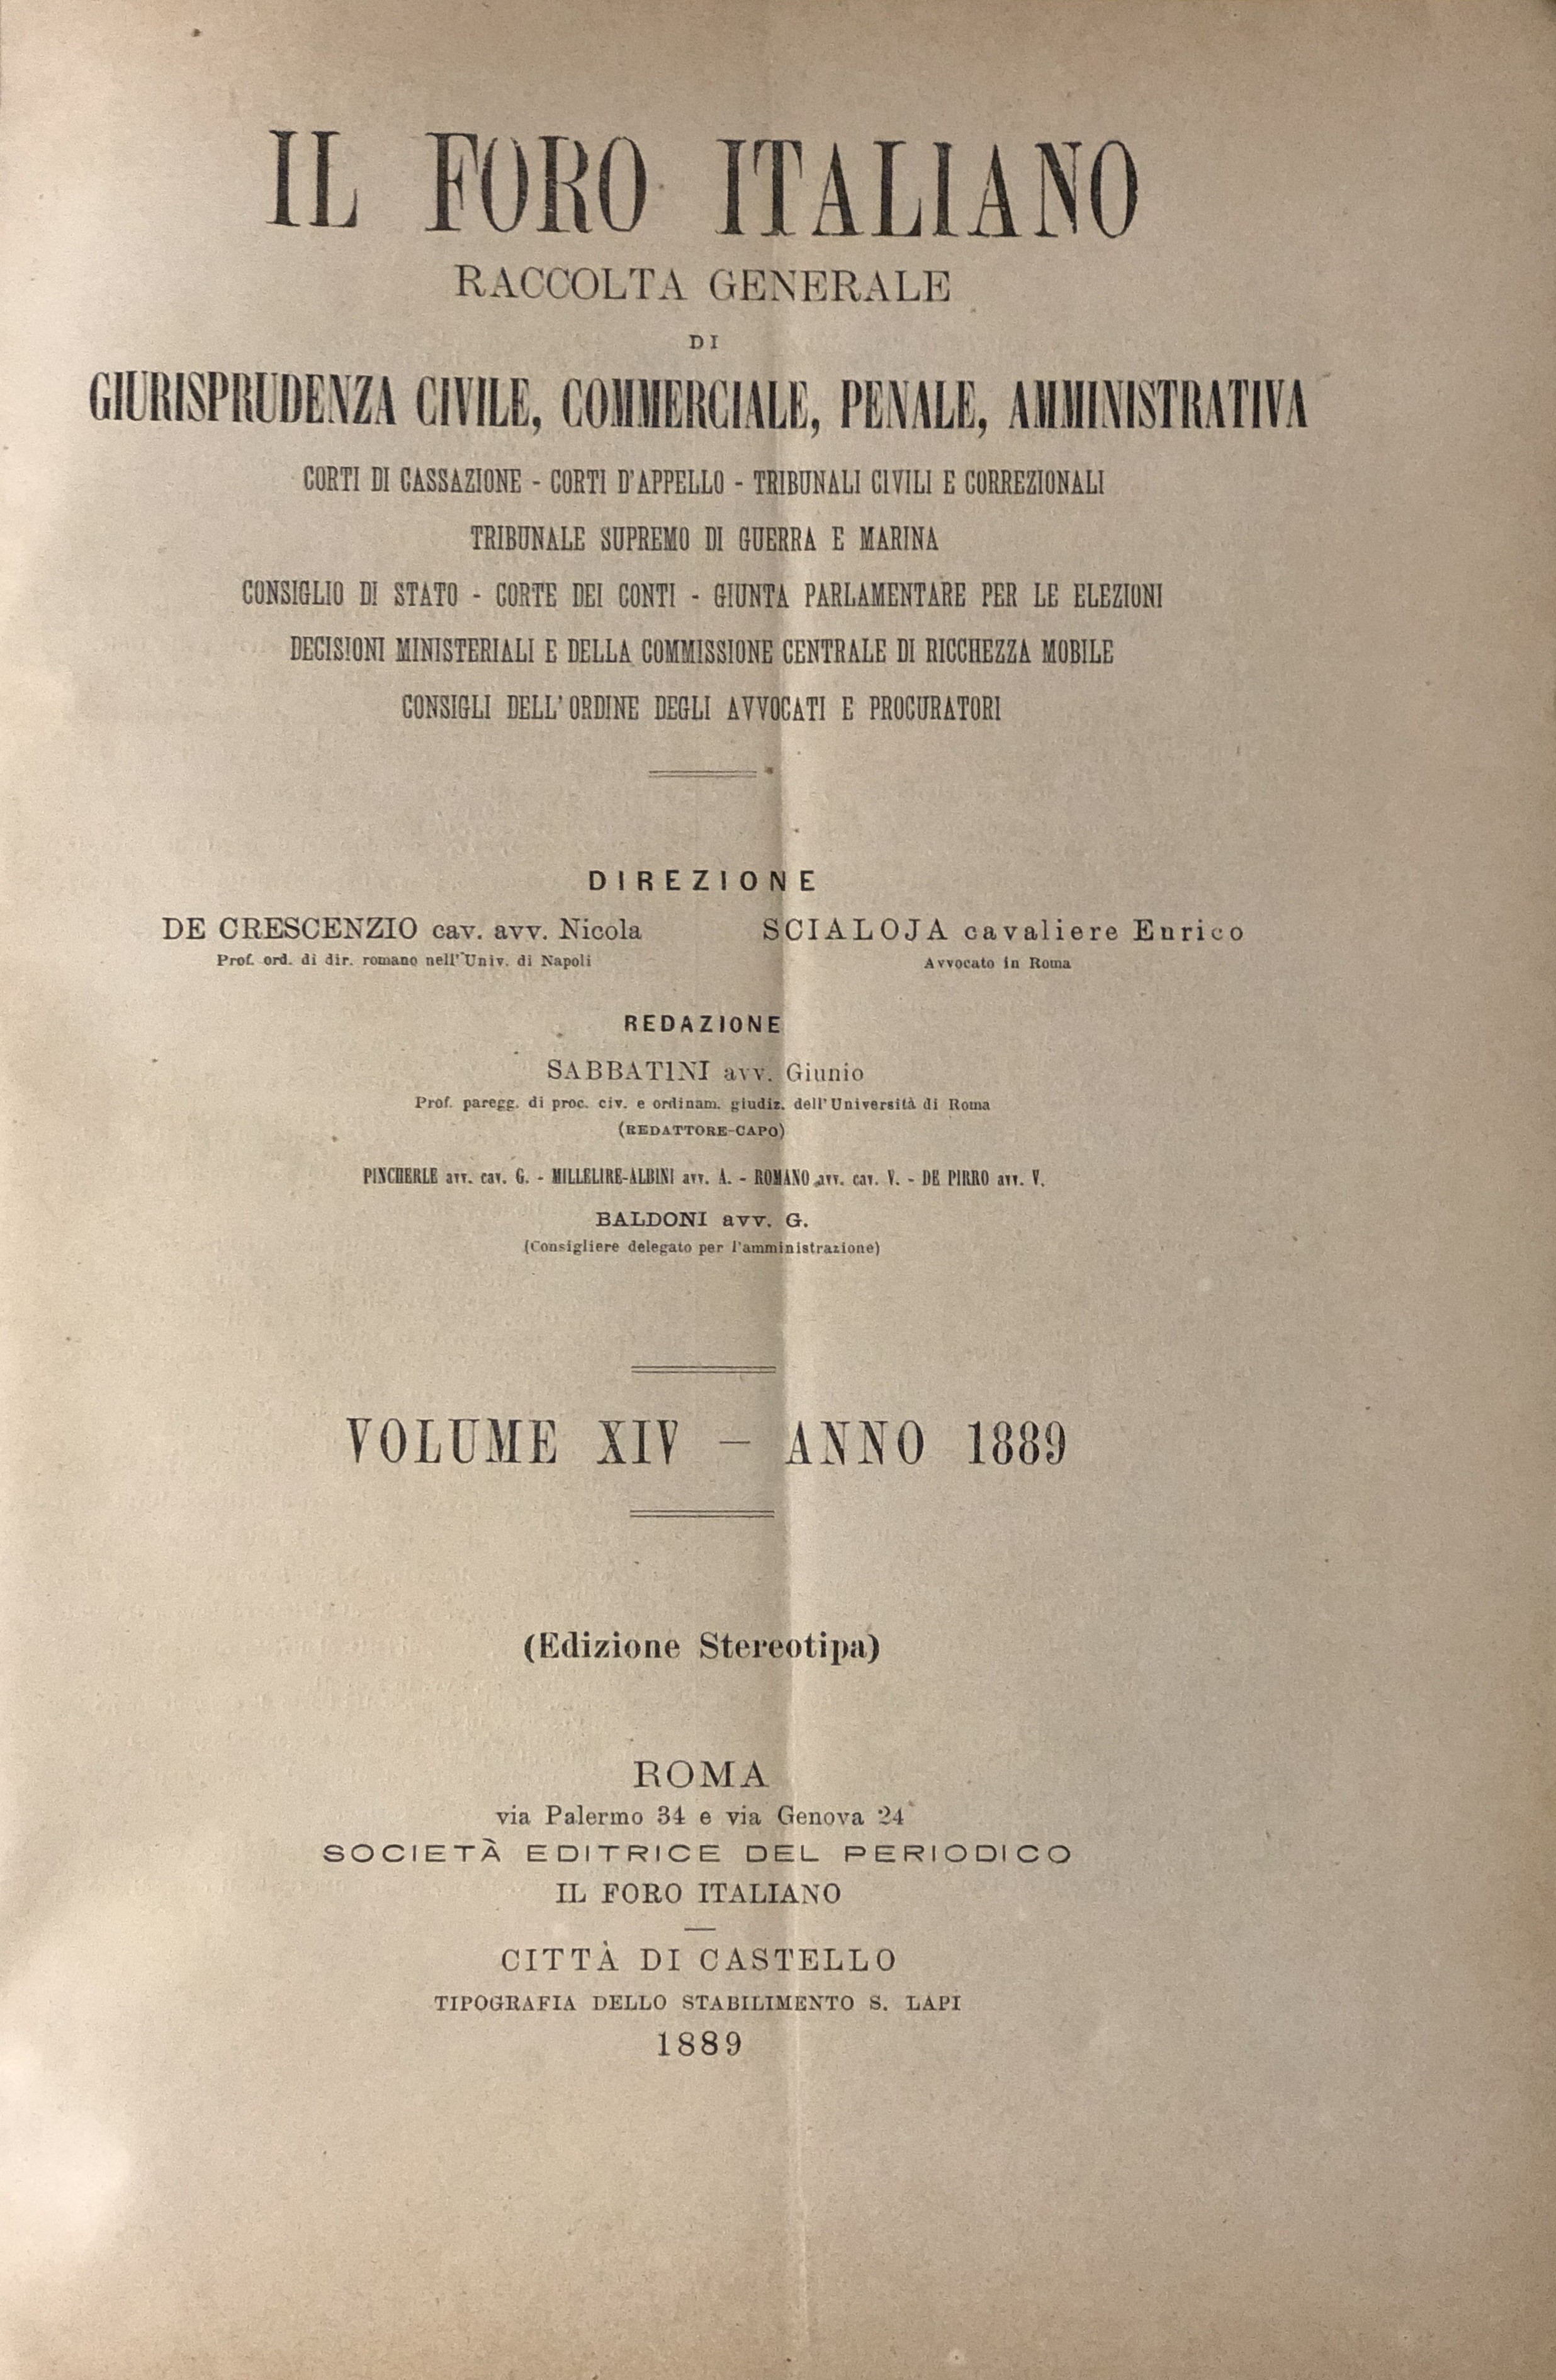 IL FORO ITALIANO
RACCOLTA GENERALE
DI
GIURISPRUDENZA CIVILE, COMMERCIALE, PENALE, AMMINISTRATIVA
CORTI DI CASSAZIONE - CORTI D'APPELLO - TRIBUNALI CIVILI E CORREZIONALI
TRIBUNALE SUPREMO DI GUERRA E MARINA
CONSIGLIO DI STATO - CORTE DEI CONTI - GIUNTA PARLAMENTARE PER LE ELEZIONI
DECISIONI MINISTERIALI E DELLA COMMISSIONE CENTRALE DI RICCHEZZA MOBILE
CONSIGLI DELL'ORDINE DEGLI AVVOCATI E PROCURATORI
DIREZIONE
DE CRESCENZIO cav. avv. Nicola
Prof. ord. di dir. romano nell'Univ. di Napoli
SCIALOJA cavaliere Enrico
Avvocato in Roma
REDAZIONE
SABBATINI avv. Giunio
Prof. paregg. di proc. civ. e ordinam. giudiz. dell'Università di Roma
(REDATTORE-CAPO)
PINCHERLE avv. cav. G. - MILLELIRE-ALBINI avv. A. - ROMANO avv. cav. V. - DE PIRRO avv. V.
BALDONI avv. G.
(Consigliere delegato per l'amministrazione)
VOLUME XIV — ANNO 1889
(Edizione Stereotipa)
ROMA
via Palermo 34 e via Genova 24
SOCIETÀ EDITRICE DEL PERIODICO
IL FORO ITALIANO
CITTÀ DI CASTELLO
TIPOGRAFIA DELLO STABILIMENTO S. LAPI
1889